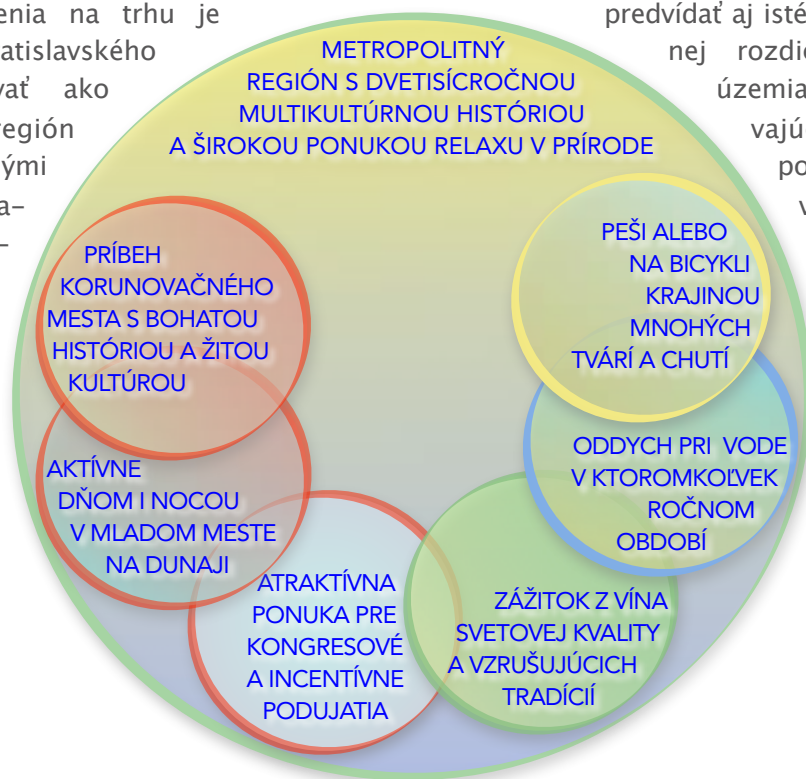 enia na trhu je
atislavského
vať ako
región
ými
a-
-
predvídať aj isté
nej rozdi
územia
vajú
po
v
METROPOLITNÝ
REGIÓN S DVETISÍCROČNOU
MULTIKULTÚRNOU HISTÓRIOU
A ŠIROKOU PONUKOU RELAXU V PRÍRODE
PRÍBEH
KORUNOVAČNÉHO
MESTA S BOHATOU
HISTÓRIOU A ŽITOU
KULTÚROU
AKTÍVNE
DŇOM I NOCOU
V MLADOM MESTE
NA DUNAJI
ATRAKTÍVNA
PONUKA PRE
KONGRESOVÉ
A INCENTÍVNE
PODUJATIA
ZÁŽITOK Z VÍNA
SVETOVEJ KVALITY
A VZRUŠUJÚCICH
TRADÍCIÍ
ODDYCH PRI VODE
V KTOROMKOĽVEK
ROČNOM
OBDOBÍ
PEŠI ALEBO
NA BICYKLI
KRAJINOU
MNOHÝCH
TVÁRÍ A CHUTÍ